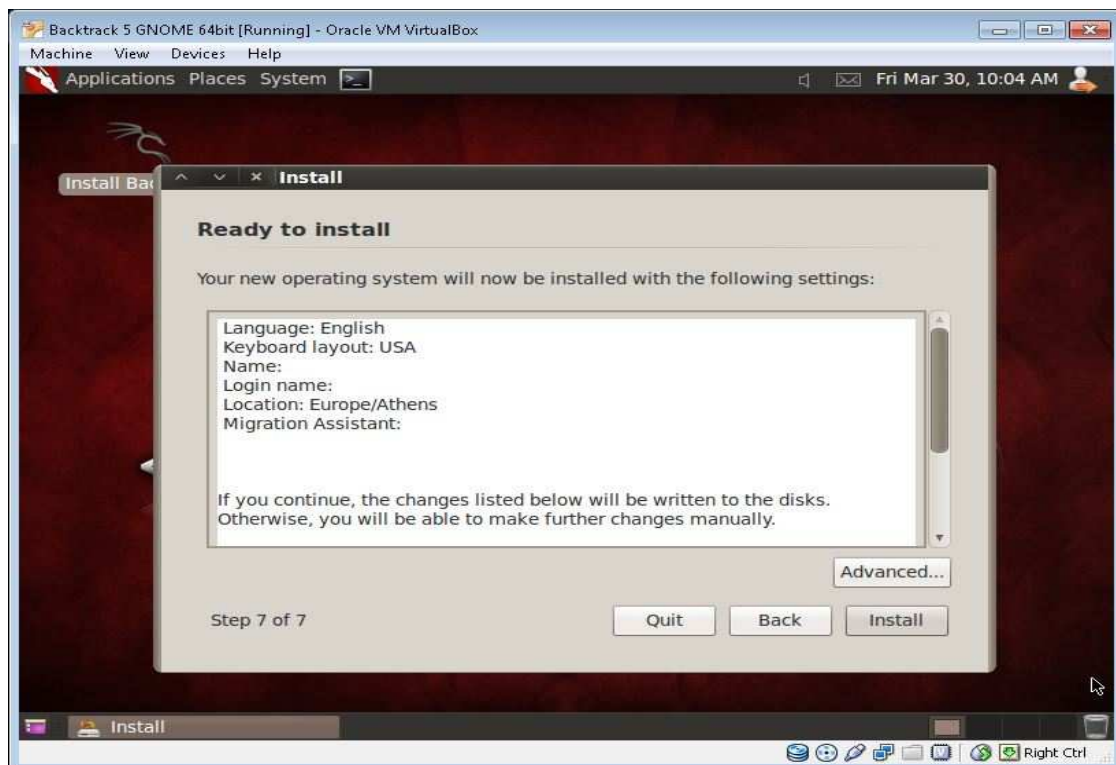 Backtrack 5 GNOME 64bit [Running] - Oracle VM VirtualBox
Machine View Devices Help
Applications Places System Fri Mar 30, 10:04 AM
Install Bac
Install
Ready to install
Your new operating system will now be installed with the following settings:
Language: English
Keyboard layout: USA
Name:
Login name:
Location: Europe/Athens
Migration Assistant:
If you continue, the changes listed below will be written to the disks.
Otherwise, you will be able to make further changes manually.
Advanced...
Step 7 of 7 Quit Back Install
Install
Right Ctrl